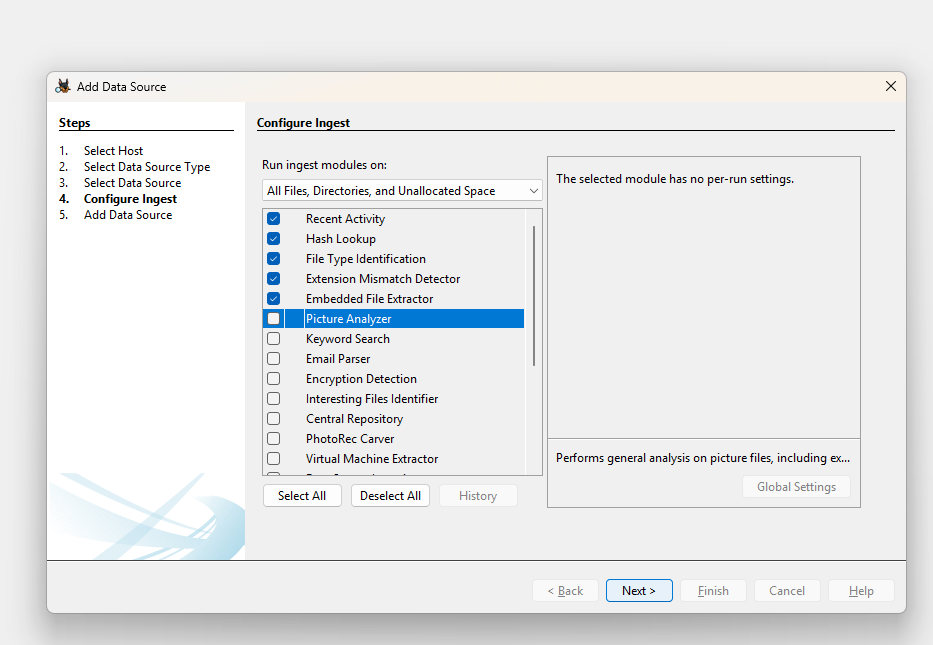 Add Data Source
Steps
1. Select Host
2. Select Data Source Type
3. Select Data Source
4. Configure Ingest
5. Add Data Source
Configure Ingest
Run ingest modules on:
All Files, Directories, and Unallocated Space
Recent Activity
Hash Lookup
File Type Identification
Extension Mismatch Detector
Embedded File Extractor
Picture Analyzer
Keyword Search
Email Parser
Encryption Detection
Interesting Files Identifier
Central Repository
PhotoRec Carver
Virtual Machine Extractor
Select All Deselect All History
The selected module has no per-run settings.
Performs general analysis on picture files, including ex...
Global Settings
< Back Next > Finish Cancel Help